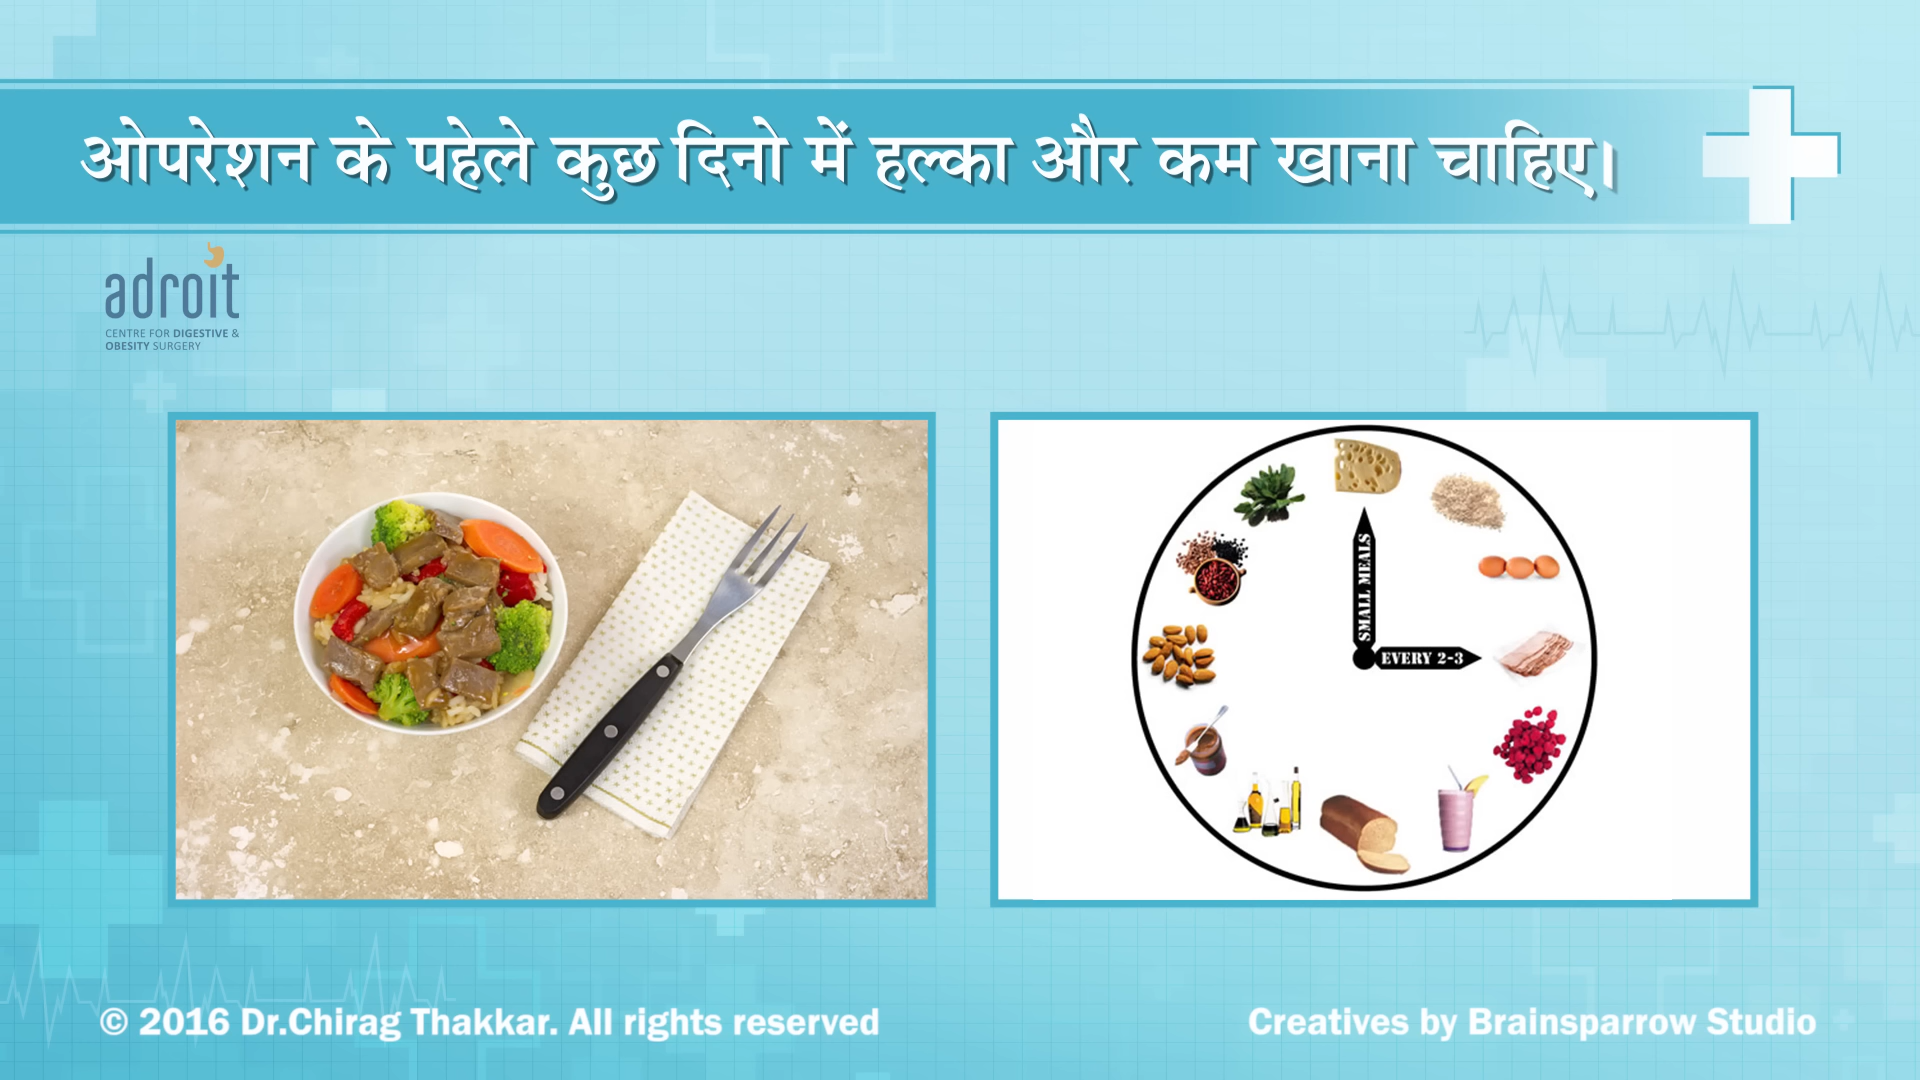 ओपरेशन के पहेले कुछ दिनो में हल्का और कम खाना चाहिए।
adroit
CENTRE FOR DIGESTIVE &
OBESITY SURGERY
SMALL MEALS
EVERY 2-3
© 2016 Dr.Chirag Thakkar. All rights reserved
Creatives by Brainsparrow Studio